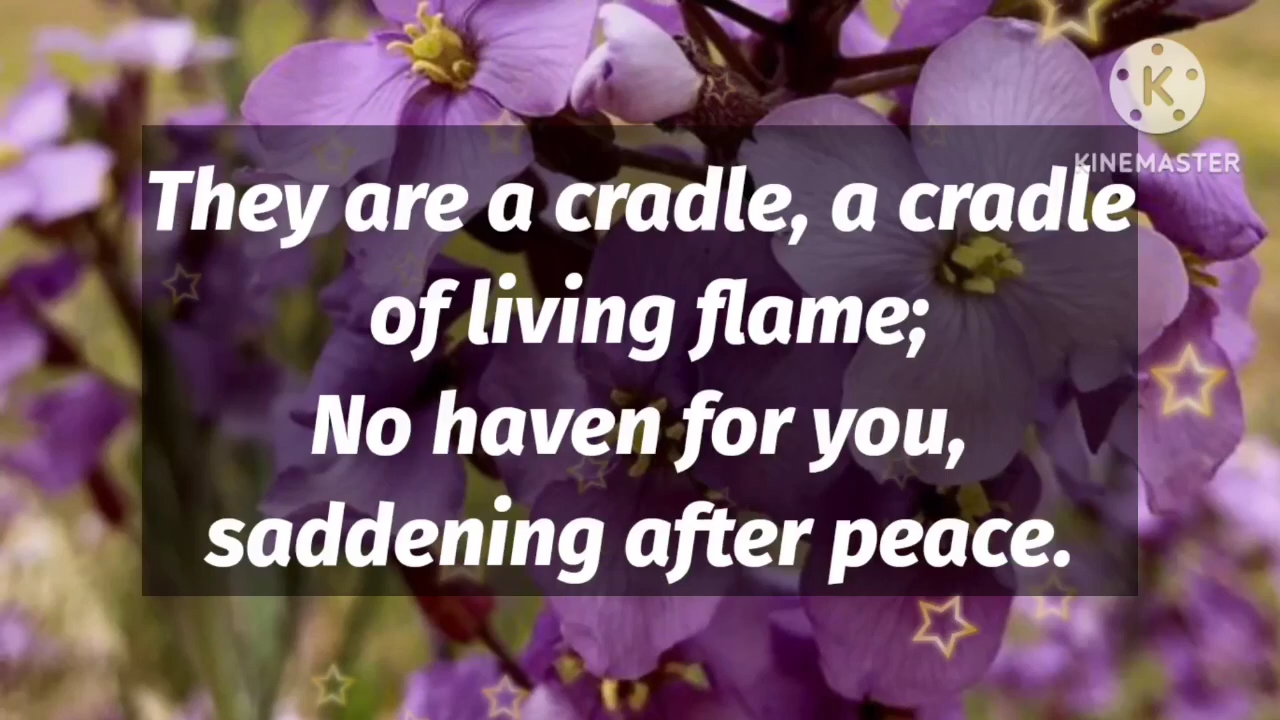 K
KINEMASTER
They are a cradle, a cradle
of living flame;
No haven for you,
saddening after peace.